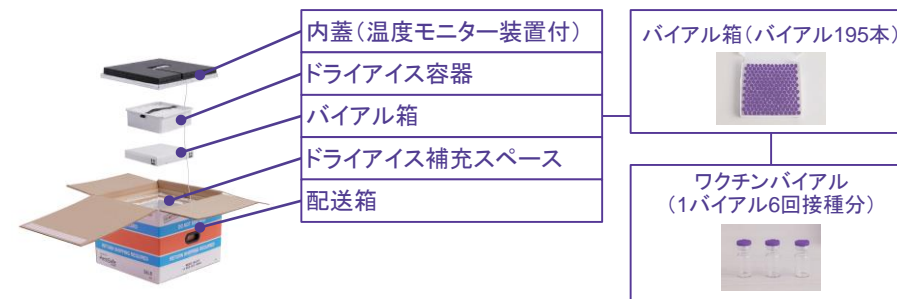 内蓋(温度モニター装置付)
ドライアイス容器
バイアル箱
ドライアイス補充スペース
配送箱
バイアル箱(バイアル195本)
ワクチンバイアル
(1バイアル6回接種分)